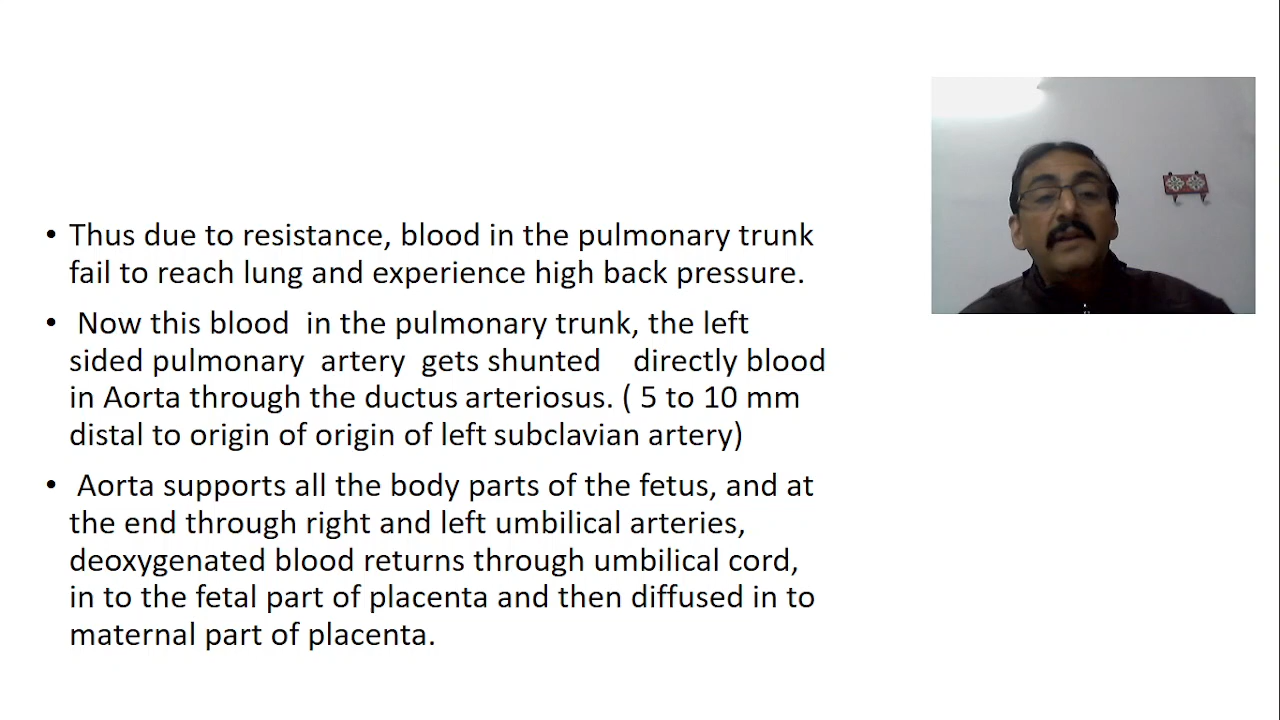 • Thus due to resistance, blood in the pulmonary trunk
fail to reach lung and experience high back pressure.
• Now this blood in the pulmonary trunk, the left
sided pulmonary artery gets shunted directly blood
in Aorta through the ductus arteriosus. ( 5 to 10 mm
distal to origin of origin of left subclavian artery)
• Aorta supports all the body parts of the fetus, and at
the end through right and left umbilical arteries,
deoxygenated blood returns through umbilical cord,
in to the fetal part of placenta and then diffused in to
maternal part of placenta.